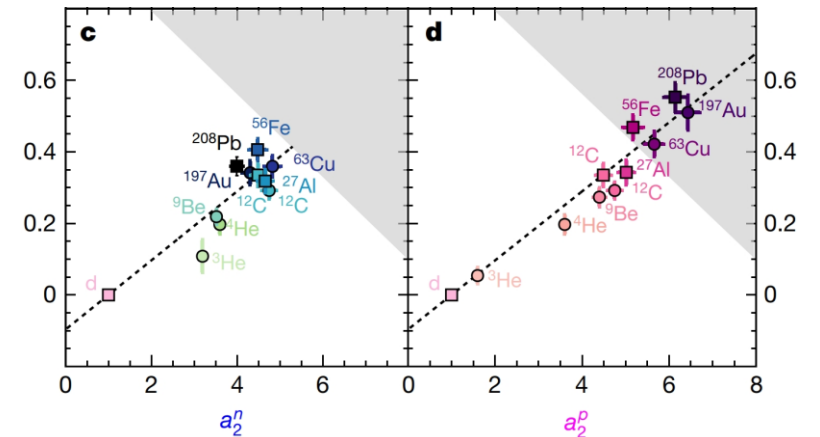 c
d
0.6
0.4
0.2
0
208Pb
56Fe
63Cu
197Au
27Al
12C
12C
9Be
4He
3He
d
208Pb
56Fe
197Au
63Cu
12C
27Al
12C
9Be
4He
3He
d
0.6
0.4
0.2
0
0 2 4 6 0 2 4 6 8
a₂ⁿ
a₂ᵖ